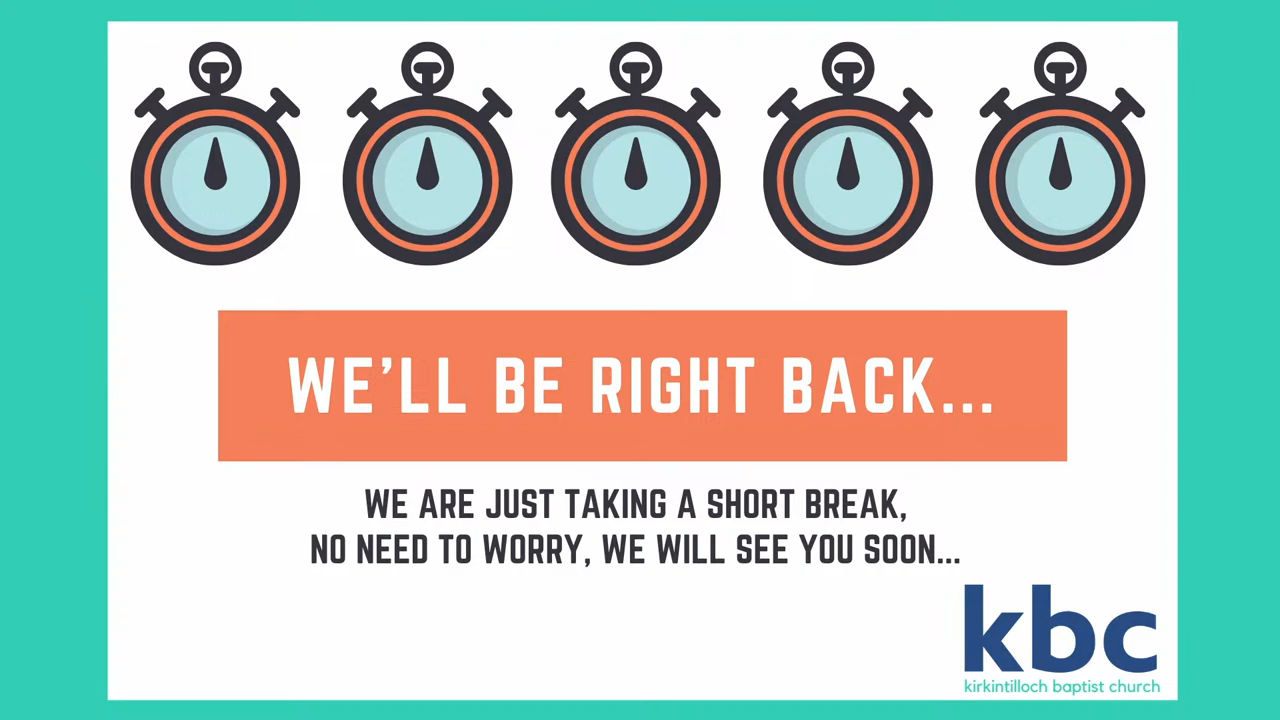 WE'LL BE RIGHT BACK...
WE ARE JUST TAKING A SHORT BREAK,
NO NEED TO WORRY, WE WILL SEE YOU SOON...
kbc
kirkintilloch baptist church